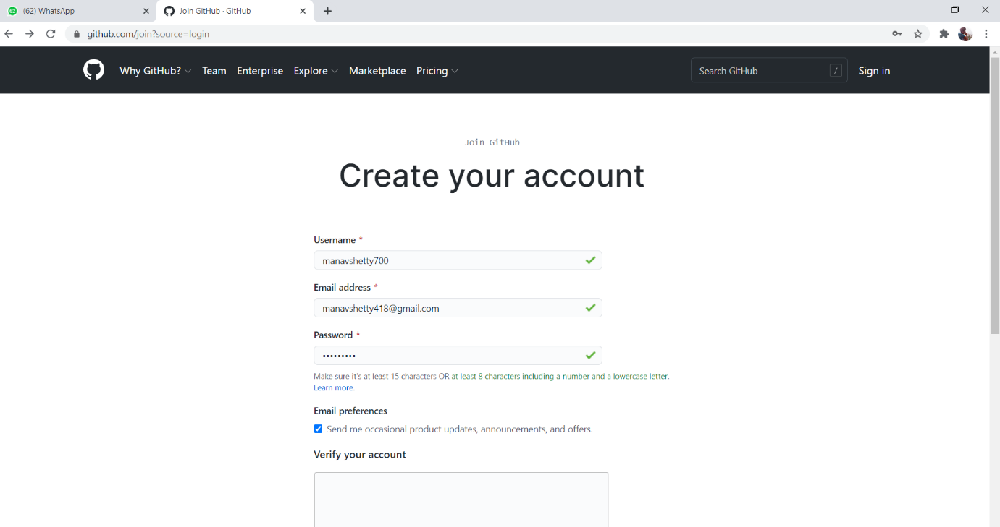 (62) WhatsApp
Join GitHub · GitHub
github.com/join?source=login
Why GitHub? Team Enterprise Explore Marketplace Pricing
Search GitHub /
Sign in
Join GitHub
Create your account
Username *
manavshetty700
Email address *
manavshetty418@gmail.com
Password *
•••••••••
Make sure it's at least 15 characters OR at least 8 characters including a number and a lowercase letter.
Learn more.
Email preferences
Send me occasional product updates, announcements, and offers.
Verify your account